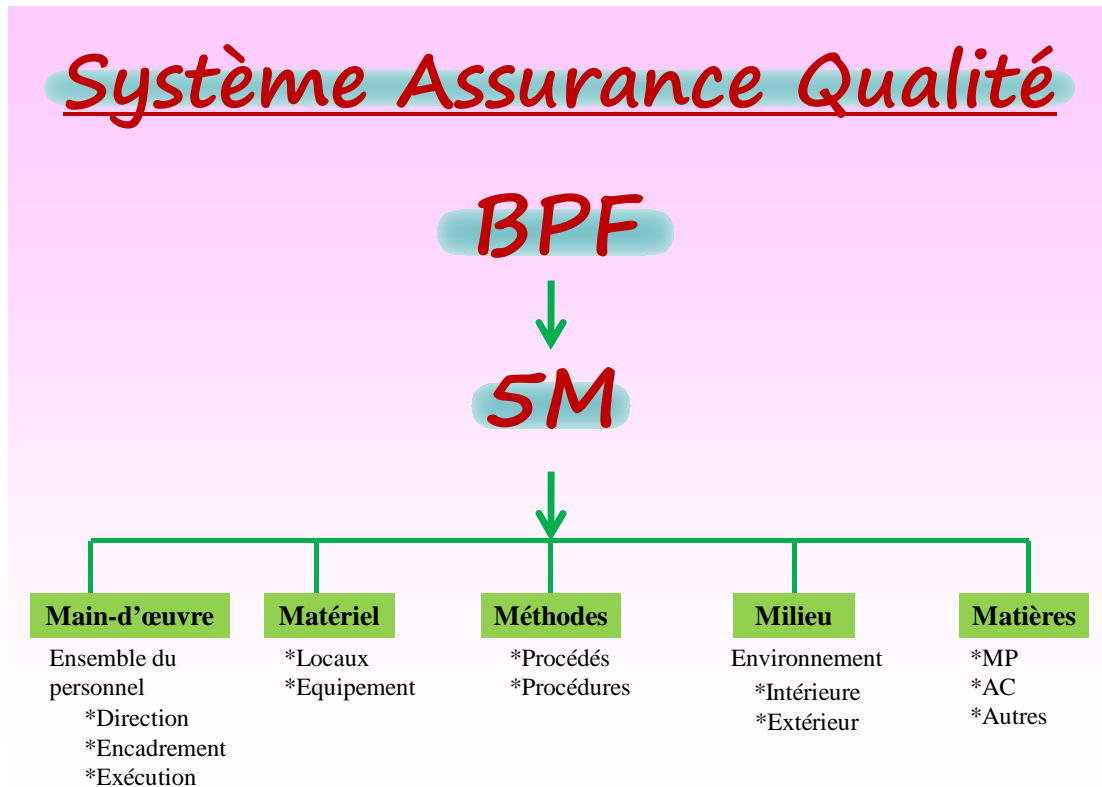 Système Assurance Qualité
BPF
5M
Main-d’œuvre
Ensemble du
personnel
*Direction
*Encadrement
*Exécution
Matériel
*Locaux
*Equipement
Méthodes
*Procédés
*Procédures
Milieu
Environnement
*Intérieure
*Extérieur
Matières
*MP
*AC
*Autres